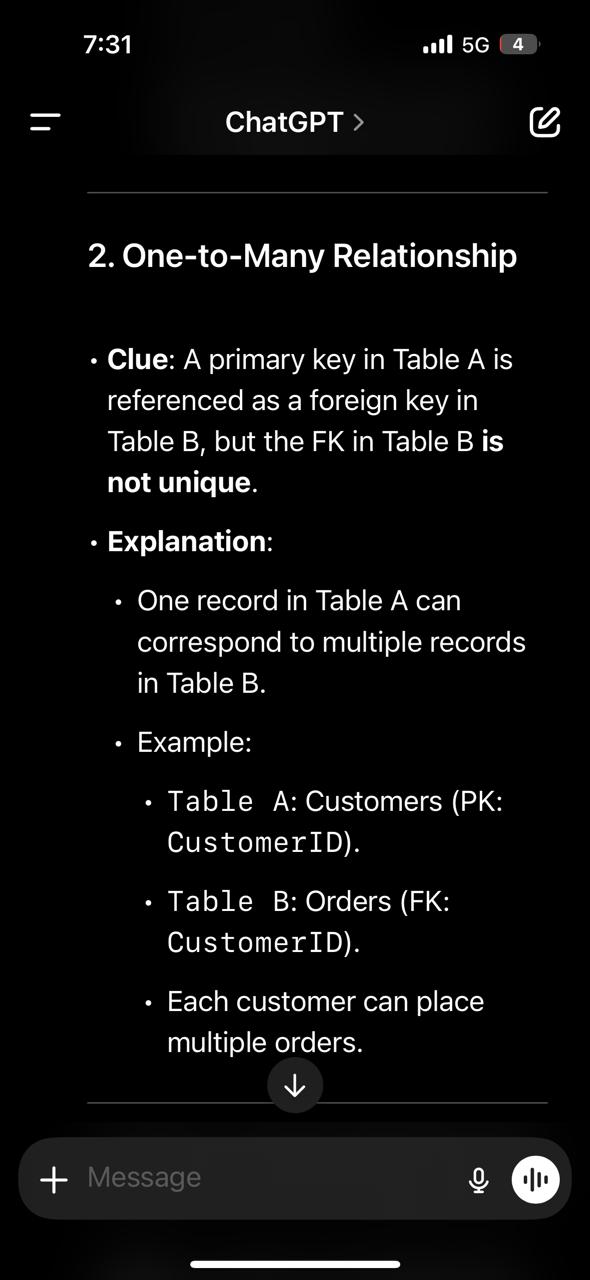 7:31
5G
4
ChatGPT
2. One-to-Many Relationship
• Clue: A primary key in Table A is
referenced as a foreign key in
Table B, but the FK in Table B is
not unique.
• Explanation:
• One record in Table A can
correspond to multiple records
in Table B.
• Example:
• Table A: Customers (PK:
CustomerID).
• Table B: Orders (FK:
CustomerID).
• Each customer can place
multiple orders.
Message